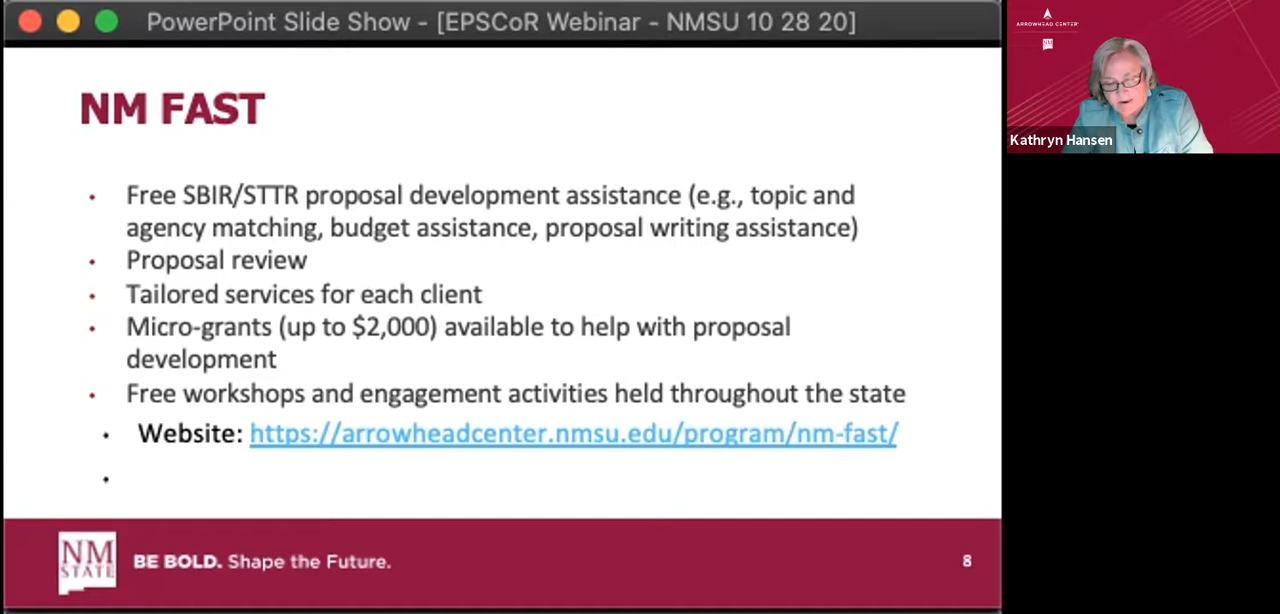 PowerPoint Slide Show - [EPSCoR Webinar - NMSU 10 28 20]
NM FAST
• Free SBIR/STTR proposal development assistance (e.g., topic and
agency matching, budget assistance, proposal writing assistance)
• Proposal review
• Tailored services for each client
• Micro-grants (up to $2,000) available to help with proposal
development
• Free workshops and engagement activities held throughout the state
• Website: https://arrowheadcenter.nmsu.edu/program/nm-fast/
•
NM
STATE
BE BOLD. Shape the Future.
8
ARROWHEAD CENTER
NM
Kathryn Hansen